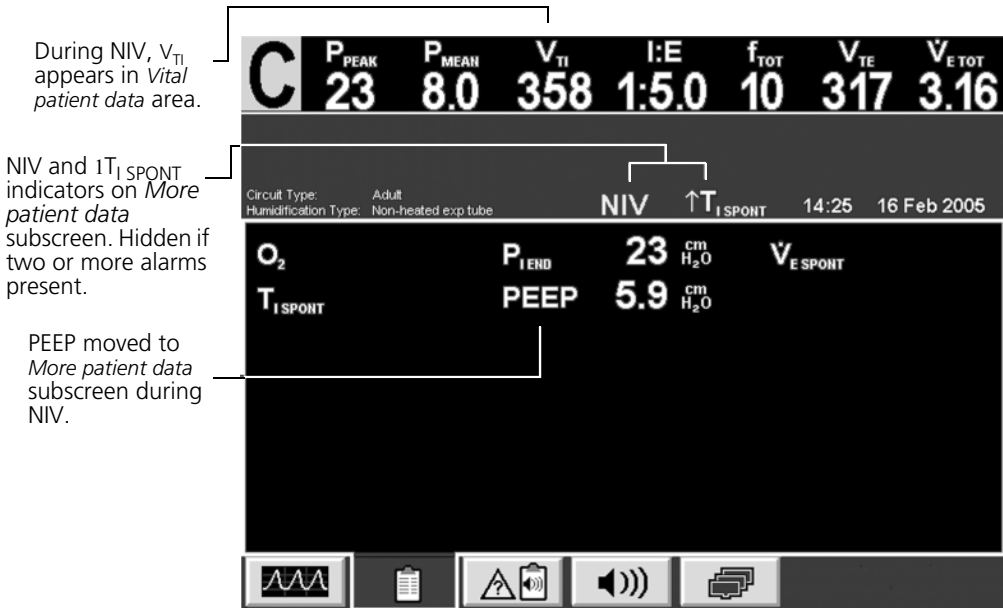 During NIV, VTI
appears in Vital
patient data area.
NIV and 1TI SPONT
indicators on More
patient data
subscreen. Hidden if
two or more alarms
present.
PEEP moved to
More patient data
subscreen during
NIV.
C PPEAK PMEAN VTI I:E fTOT VTE V̇E TOT
23 8.0 358 1:5.0 10 317 3.16
Circuit Type: Adult
Humidification Type: Non-heated exp tube
NIV ↑TI SPONT 14:25 16 Feb 2005
O2 PI END 23 cm H2O V̇E SPONT
TI SPONT PEEP 5.9 cm H2O